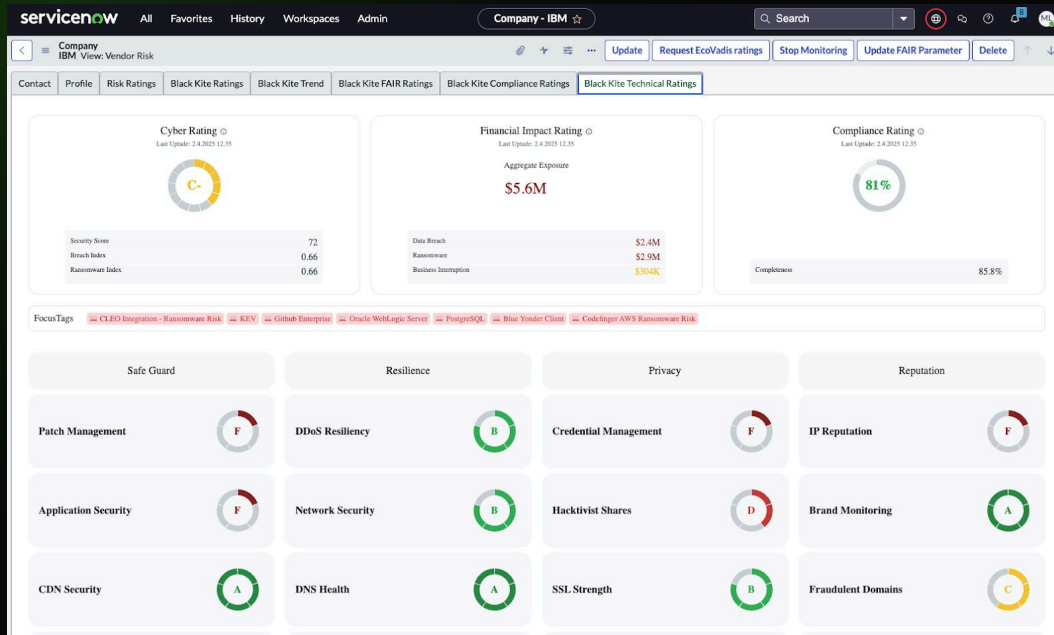 servicenow All Favorites History Workspaces Admin Company - IBM Search 8 ML
Company
IBM View: Vendor Risk
Update Request EcoVadis ratings Stop Monitoring Update FAIR Parameter Delete
Contact Profile Risk Ratings Black Kite Ratings Black Kite Trend Black Kite FAIR Ratings Black Kite Compliance Ratings Black Kite Technical Ratings
Cyber Rating
Last Uptade: 2.4.2025 12.35
C-
Security Score 72
Breach Index 0.66
Ransomware Index 0.66
Financial Impact Rating
Last Uptade: 2.4.2025 12.35
Aggregate Exposure
$5.6M
Data Breach $2.4M
Ransomware $2.9M
Business Interruption $304K
Compliance Rating
Last Uptade: 2.4.2025 12.35
81%
Completeness 85.8%
FocusTags CLEO Integration - Ransomware Risk KEV Github Enterprise Oracle WebLogic Server PostgreSQL Blue Yonder Client Codefinger AWS Ransomware Risk
Safe Guard Resilience Privacy Reputation
Patch Management F DDoS Resiliency B Credential Management F IP Reputation F
Application Security F Network Security B Hacktivist Shares D Brand Monitoring A
CDN Security A DNS Health A SSL Strength B Fraudulent Domains C